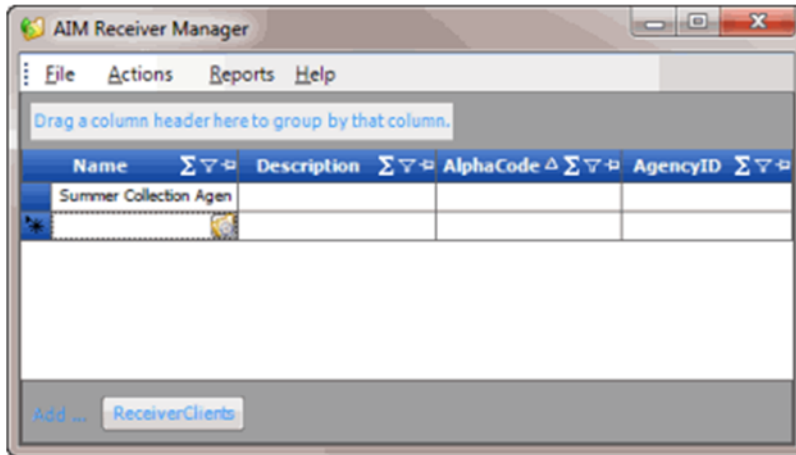 AIM Receiver Manager
File Actions Reports Help
Drag a column header here to group by that column.
Name Description AlphaCode AgencyID
Summer Collection Agen
Add ... ReceiverClients